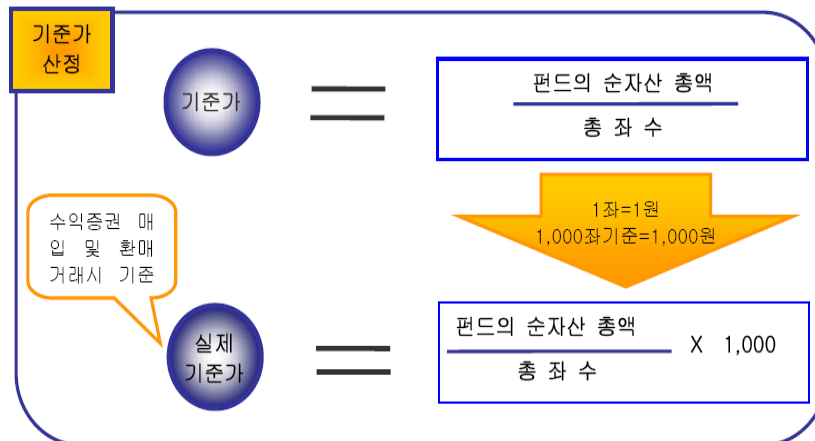 기준가
산정
기준가
펀드의 순자산 총액
총 좌 수
1좌=1원
1,000좌기준=1,000원
수익증권 매
입 및 환매
거래시 기준
실제
기준가
펀드의 순자산 총액
총 좌 수
X 1,000